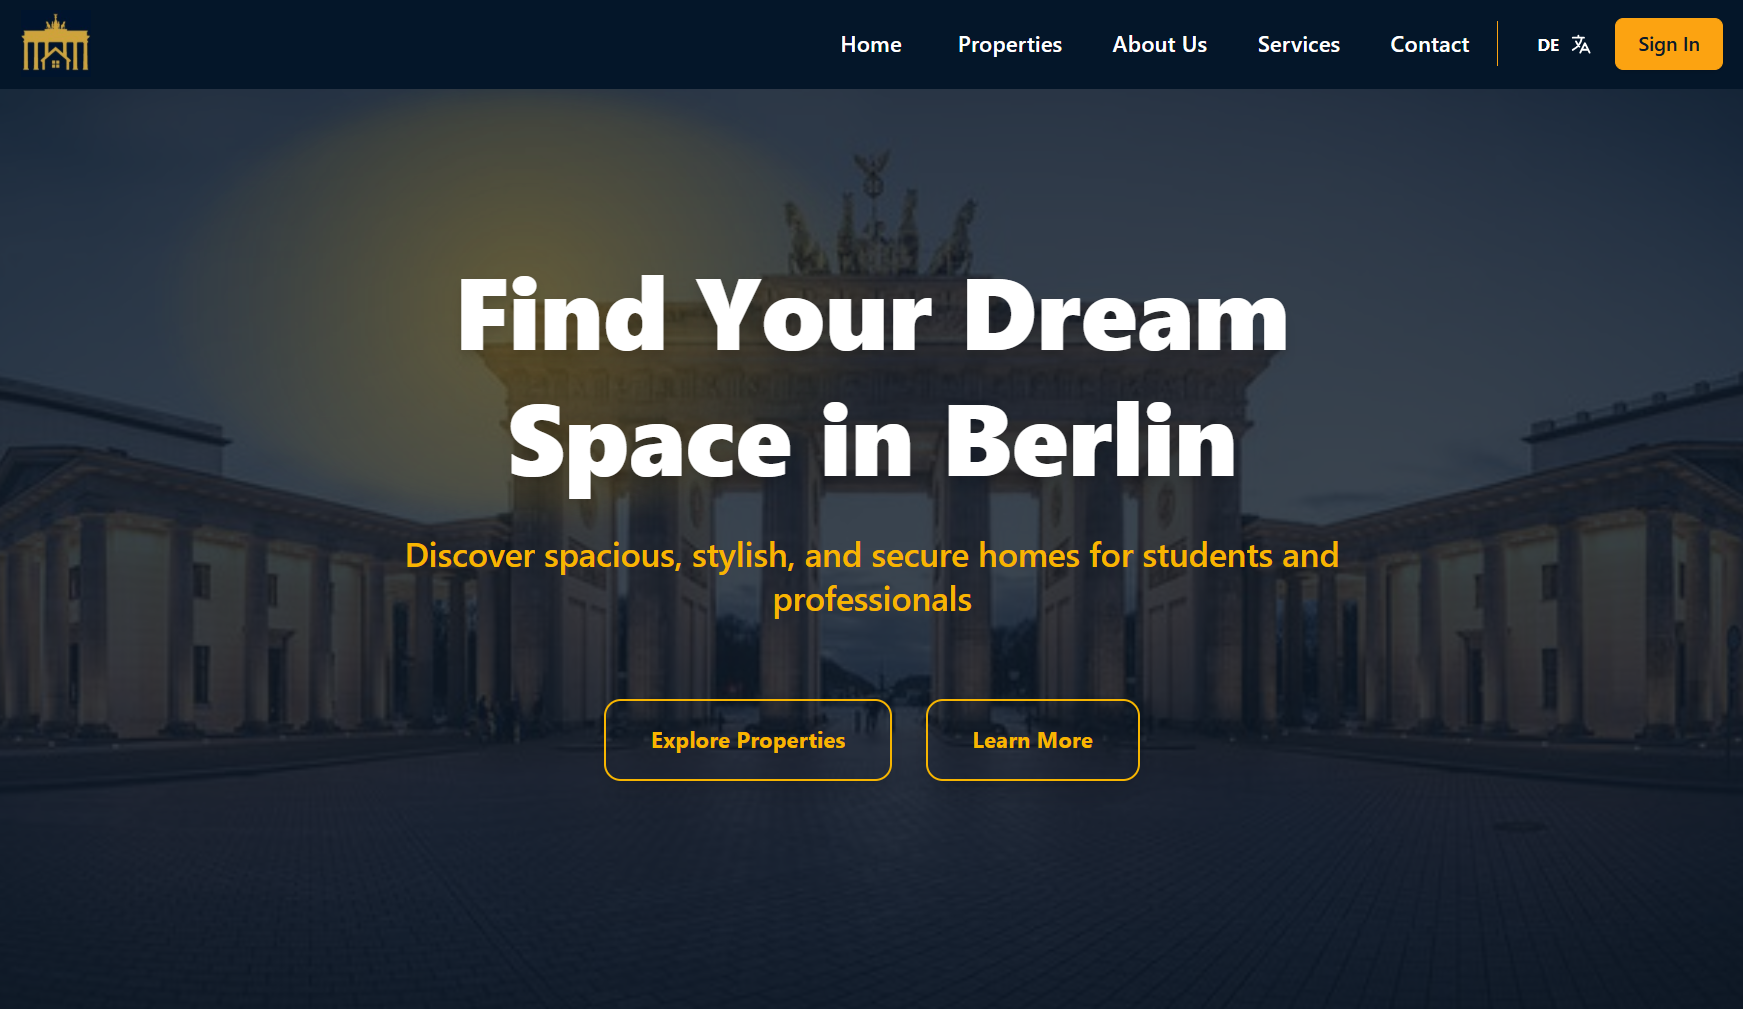 Home
Properties
About Us
Services
Contact
DE
Sign In
Find Your Dream
Space in Berlin
Discover spacious, stylish, and secure homes for students and
professionals
Explore Properties
Learn More